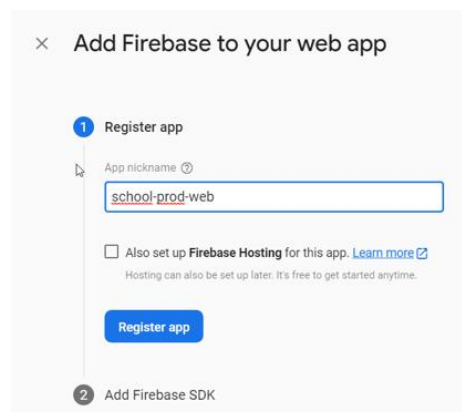 Add Firebase to your web app
1 Register app
App nickname
school-prod-web
Also set up Firebase Hosting for this app. Learn more
Hosting can also be set up later. It's free to get started anytime.
Register app
2 Add Firebase SDK